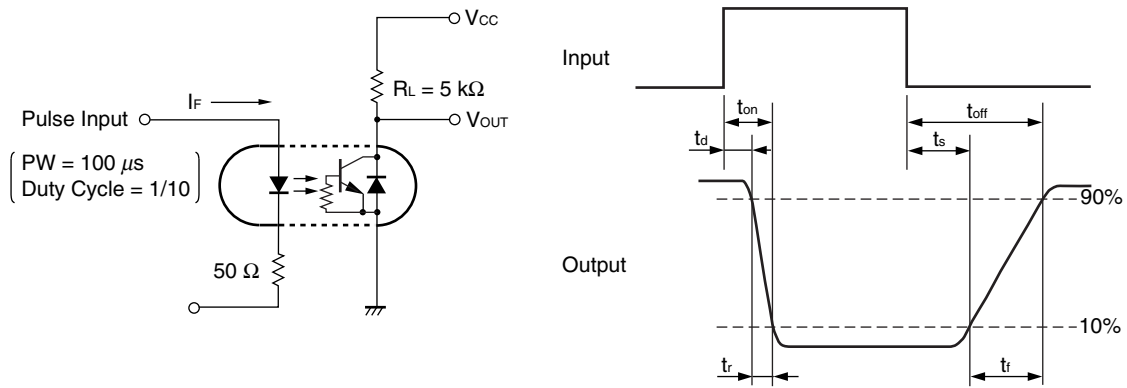 VCC
RL = 5 kΩ
IF
Pulse Input
VOUT
PW = 100 μs
Duty Cycle = 1/10
50 Ω
Input
ton
toff
td
ts
90%
Output
10%
tr
tf